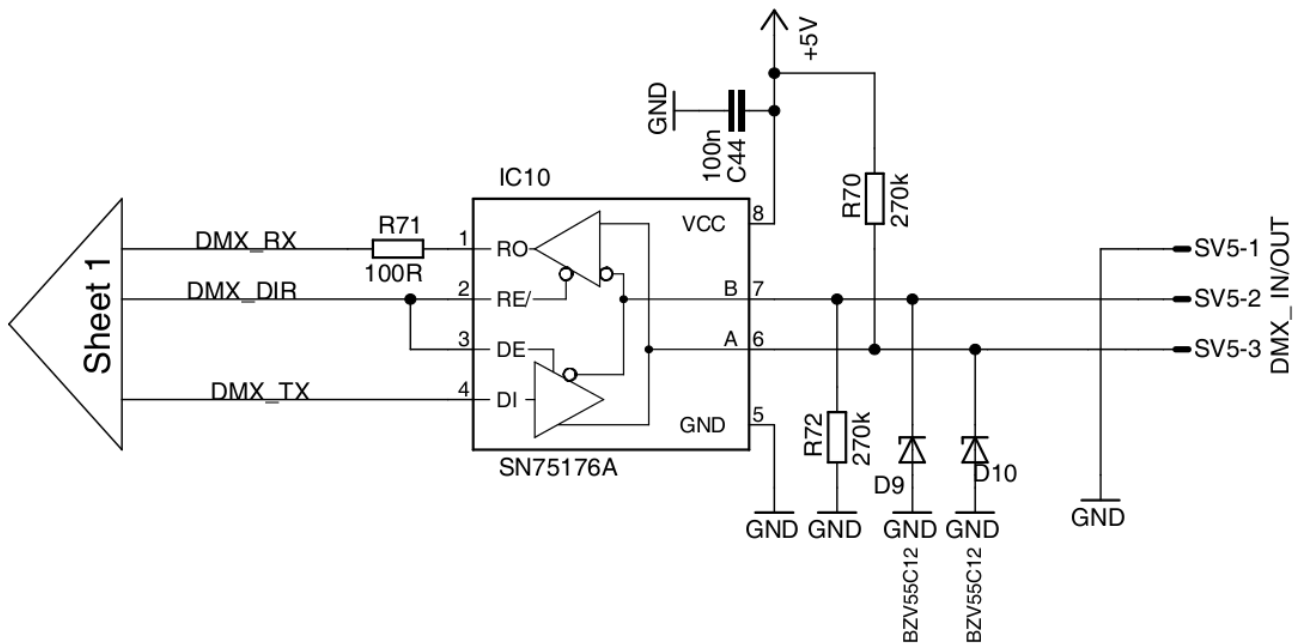 +5V
GND
100n
C44
IC10
R70
270k
VCC
8
R71
100R
DMX_RX
1
RO
SV5-1
DMX_DIR
2
RE/
B
7
SV5-2
3
DE
A
6
SV5-3
DMX_IN/OUT
Sheet 1
DMX_TX
4
DI
GND
5
R72
270k
SN75176A
D9
D10
GND
GND
GND
GND
GND
BZV55C12
BZV55C12